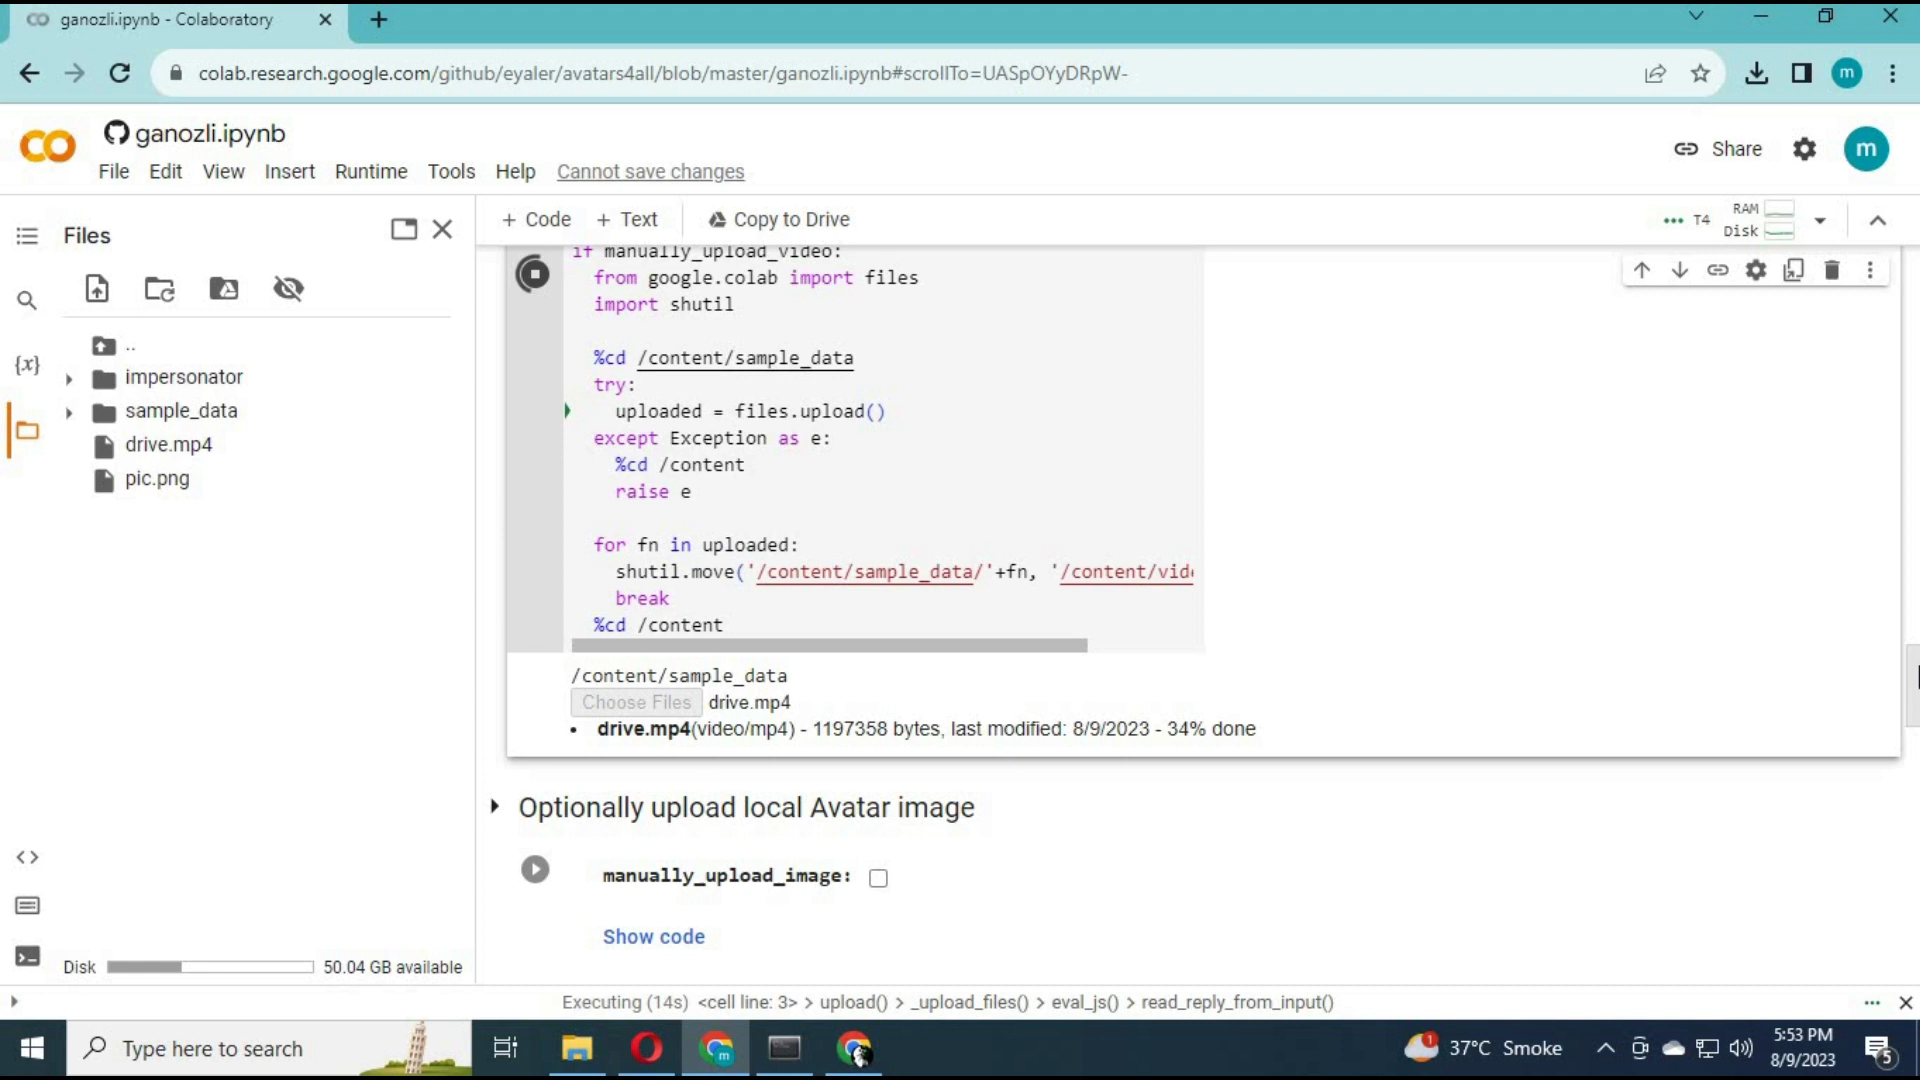 ganozli.ipynb - Colaboratory
colab.research.google.com/github/eyaler/avatars4all/blob/master/ganozli.ipynb#scrollTo=UASpOYyDRpW-
m
ganozli.ipynb
File Edit View Insert Runtime Tools Help Cannot save changes
Share
m
Files
+ Code + Text Copy to Drive
T4 RAM
Disk
if manually_upload_video:
from google.colab import files
import shutil
%cd /content/sample_data
try:
uploaded = files.upload()
except Exception as e:
%cd /content
raise e
for fn in uploaded:
shutil.move('/content/sample_data/'+fn, '/content/vid
break
%cd /content
{x}
..
impersonator
sample_data
drive.mp4
pic.png
/content/sample_data
Choose Files drive.mp4
• drive.mp4(video/mp4) - 1197358 bytes, last modified: 8/9/2023 - 34% done
Optionally upload local Avatar image
manually_upload_image:
Show code
Disk 50.04 GB available
Executing (14s) <cell line: 3> > upload() > _upload_files() > eval_js() > read_reply_from_input()
Type here to search
m
1
37°C Smoke
5:53 PM
8/9/2023
5